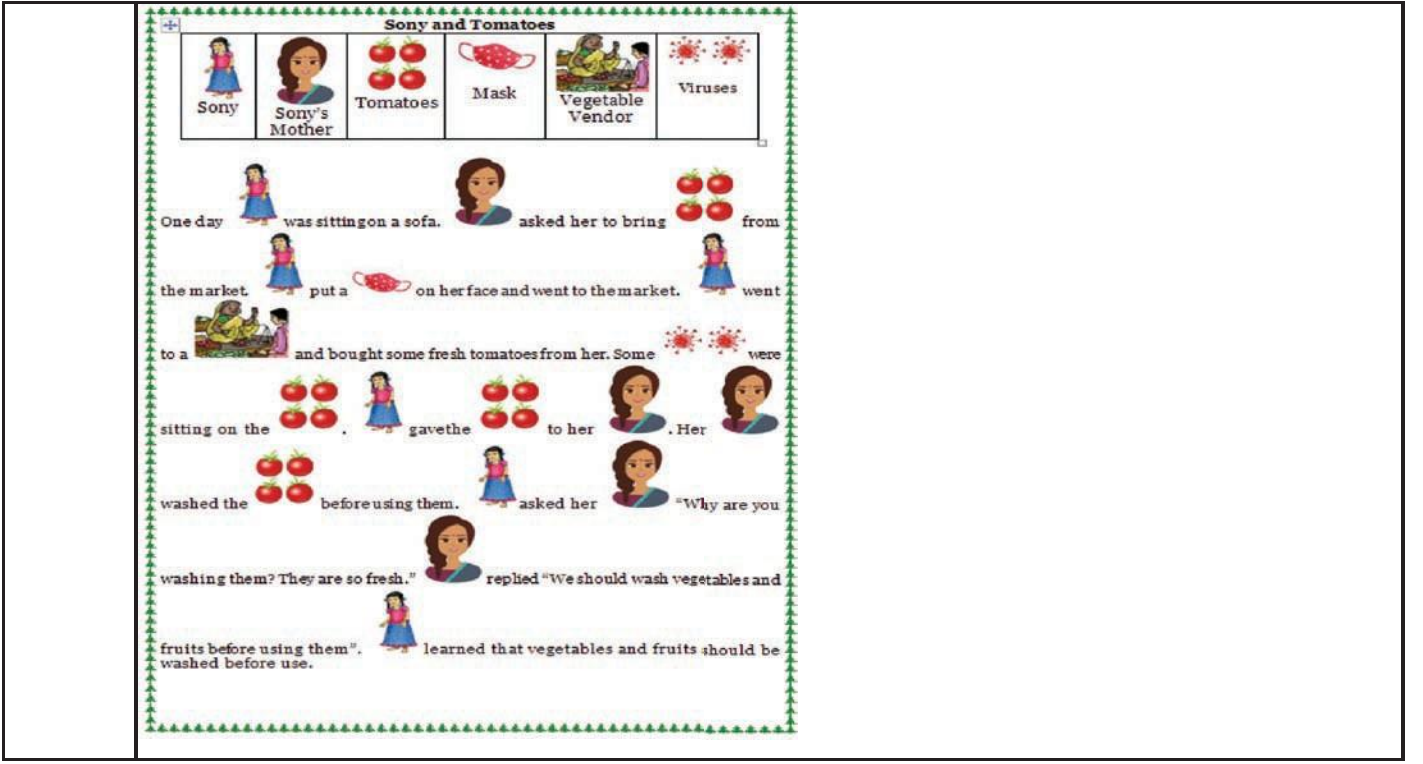 Sony and Tomatoes
Sony
Sony's
Mother
Tomatoes
Mask
Vegetable
Vendor
Viruses
One day was sitting on a sofa. asked her to bring from
the market. put a on her face and went to the market. went
to a and bought some fresh tomatoes from her. Some were
sitting on the . gave the to her . Her
washed the before using them. asked her “Why are you
washing them? They are so fresh.” replied “We should wash vegetables and
fruits before using them”. learned that vegetables and fruits should be
washed before use.